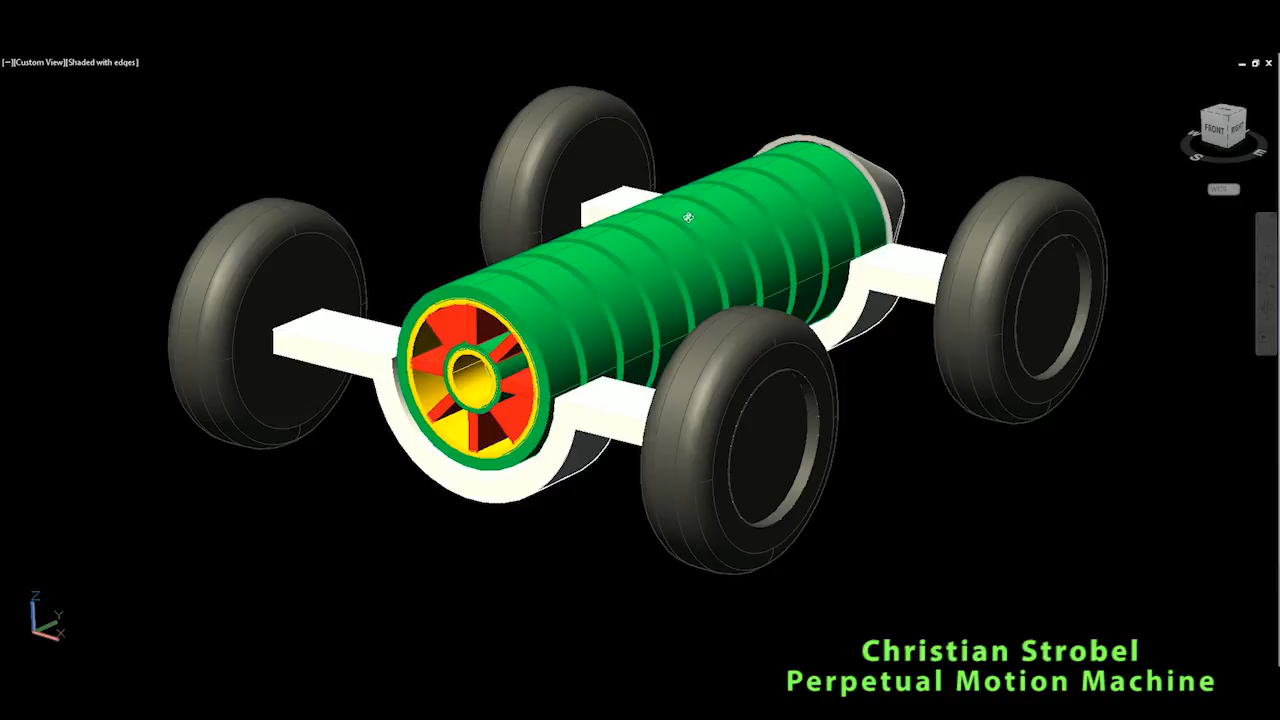 [−][Custom View][Shaded with edges]
FRONT
RIGHT
W
S
E
WCS
Z
Y
X
Christian Strobel
Perpetual Motion Machine